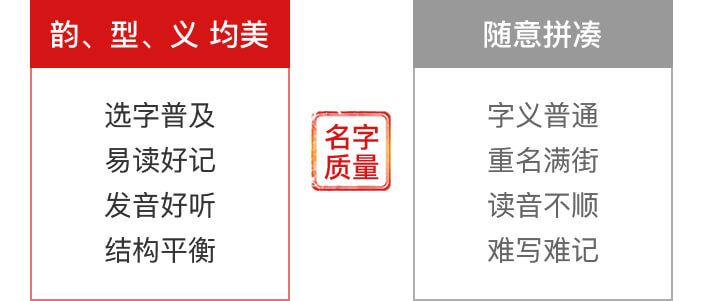 韵、型、义 均美
选字普及
易读好记
发音好听
结构平衡
名字
质量
随意拼凑
字义普通
重名满街
读音不顺
难写难记